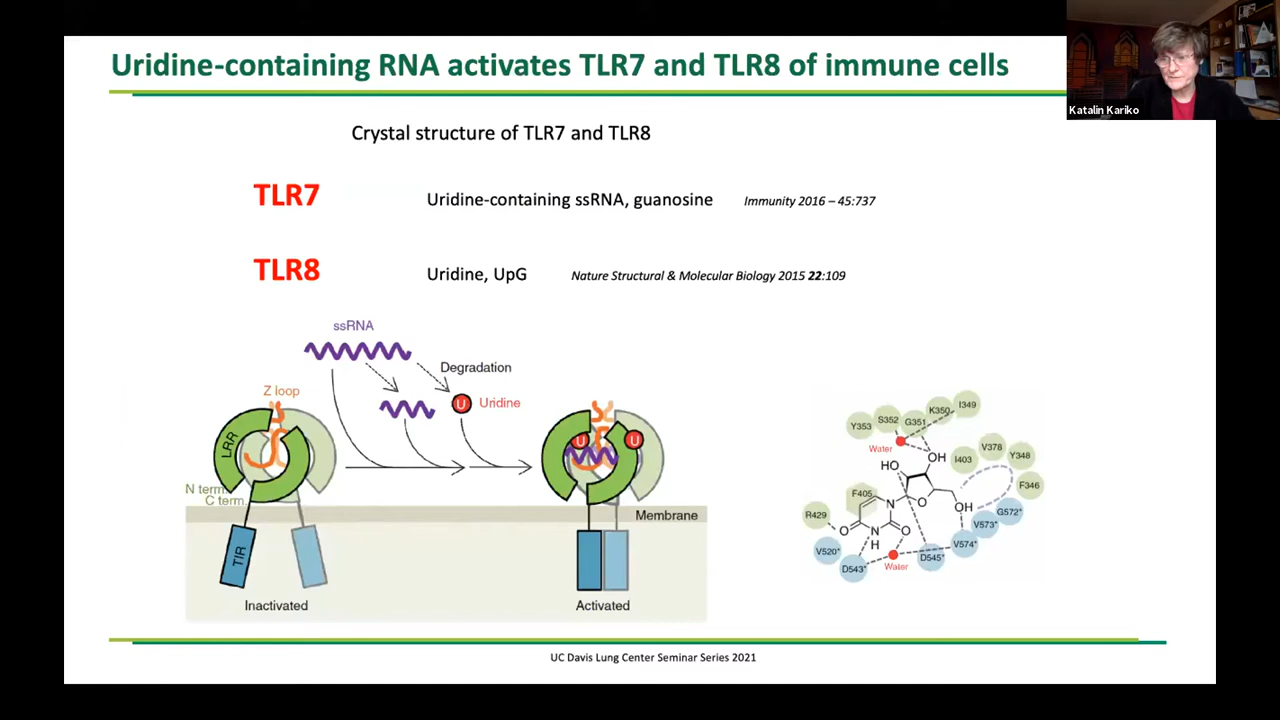 Uridine-containing RNA activates TLR7 and TLR8 of immune cells
Katalin Kariko
Crystal structure of TLR7 and TLR8
TLR7 Uridine-containing ssRNA, guanosine Immunity 2016 – 45:737
TLR8 Uridine, UpG Nature Structural & Molecular Biology 2015 22:109
ssRNA
Degradation
U Uridine
Z loop
LRR
N term.
C term.
TIR
Inactivated
U U
Membrane
Activated
Y353 S352 G351 K350 I349
Water
OH
HO
I403 V378 Y348
F346
F405
N
O
OH
G572*
R429
O
N
H
O
V573*
V520*
D543*
Water
D545*
V574*
UC Davis Lung Center Seminar Series 2021